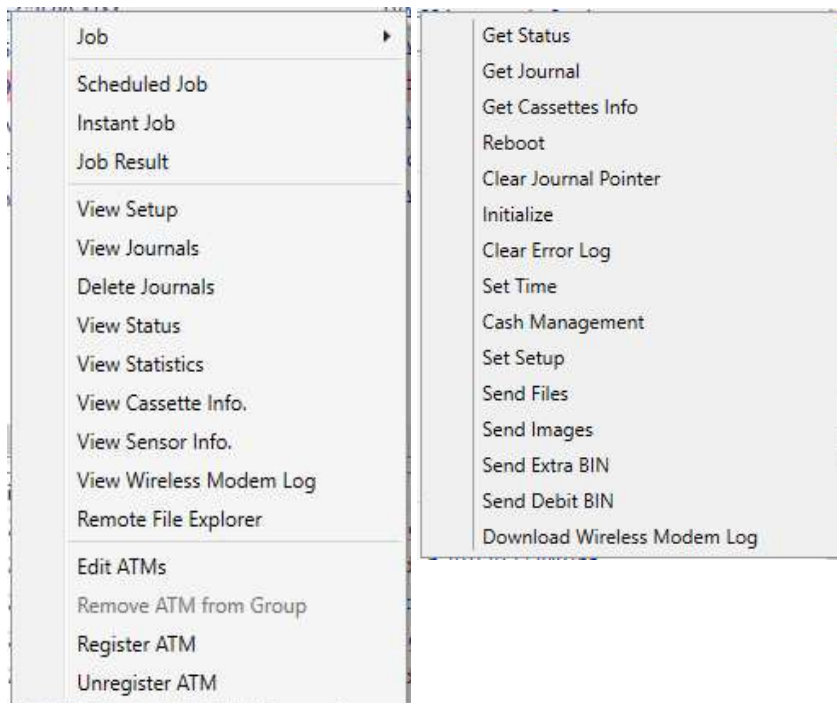 Job
Scheduled Job
Instant Job
Job Result
View Setup
View Journals
Delete Journals
View Status
View Statistics
View Cassette Info.
View Sensor Info.
View Wireless Modem Log
Remote File Explorer
Edit ATMs
Remove ATM from Group
Register ATM
Unregister ATM
Get Status
Get Journal
Get Cassettes Info
Reboot
Clear Journal Pointer
Initialize
Clear Error Log
Set Time
Cash Management
Set Setup
Send Files
Send Images
Send Extra BIN
Send Debit BIN
Download Wireless Modem Log